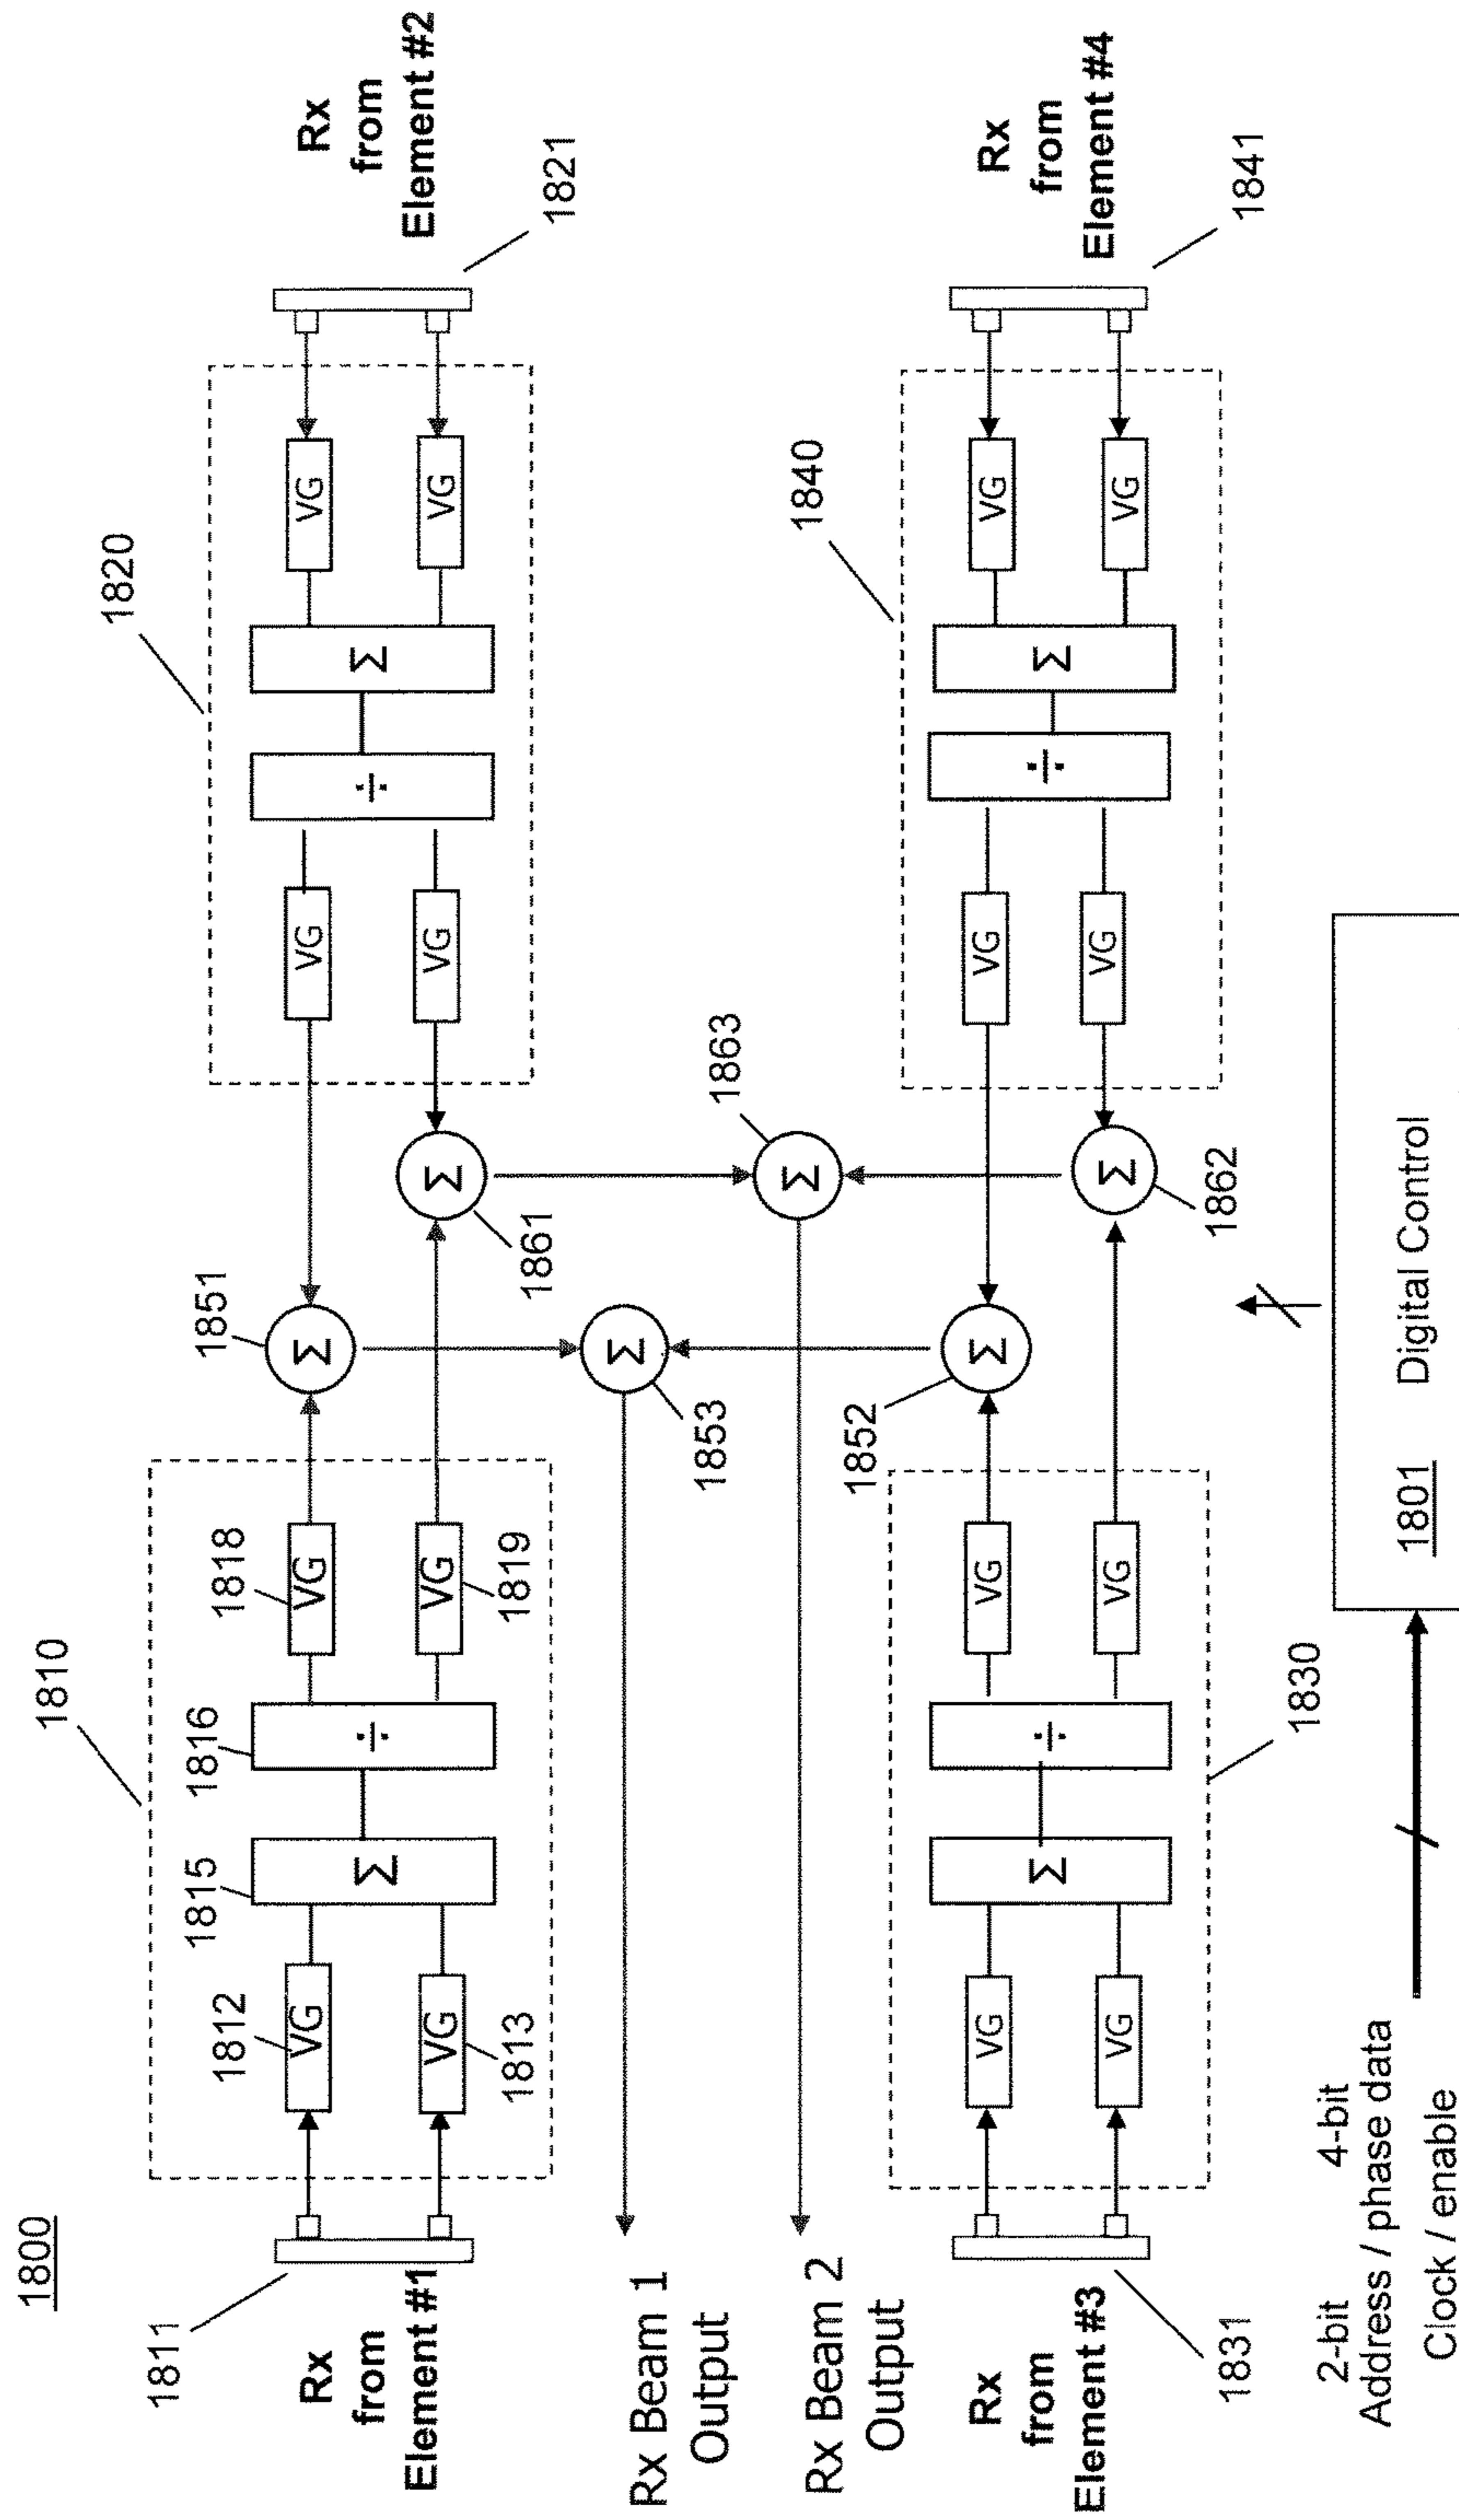 1800
1810
1820
1811
1812
1813
1815
1816
1818
1819
VG
VG
Σ
÷
VG
VG
Rx
from
Element #1
1851
Σ
1861
Σ
VG
VG
÷
Σ
VG
VG
1821
Rx
from
Element #2
Rx Beam 1
Output
1853
Σ
1863
Σ
Rx Beam 2
Output
1852
Σ
1862
Σ
1840
Rx
from
Element #3
1831
VG
VG
Σ
÷
VG
VG
1830
VG
VG
÷
Σ
VG
VG
1841
Rx
from
Element #4
2-bit 4-bit
Address / phase data
Clock / enable
1801 Digital Control